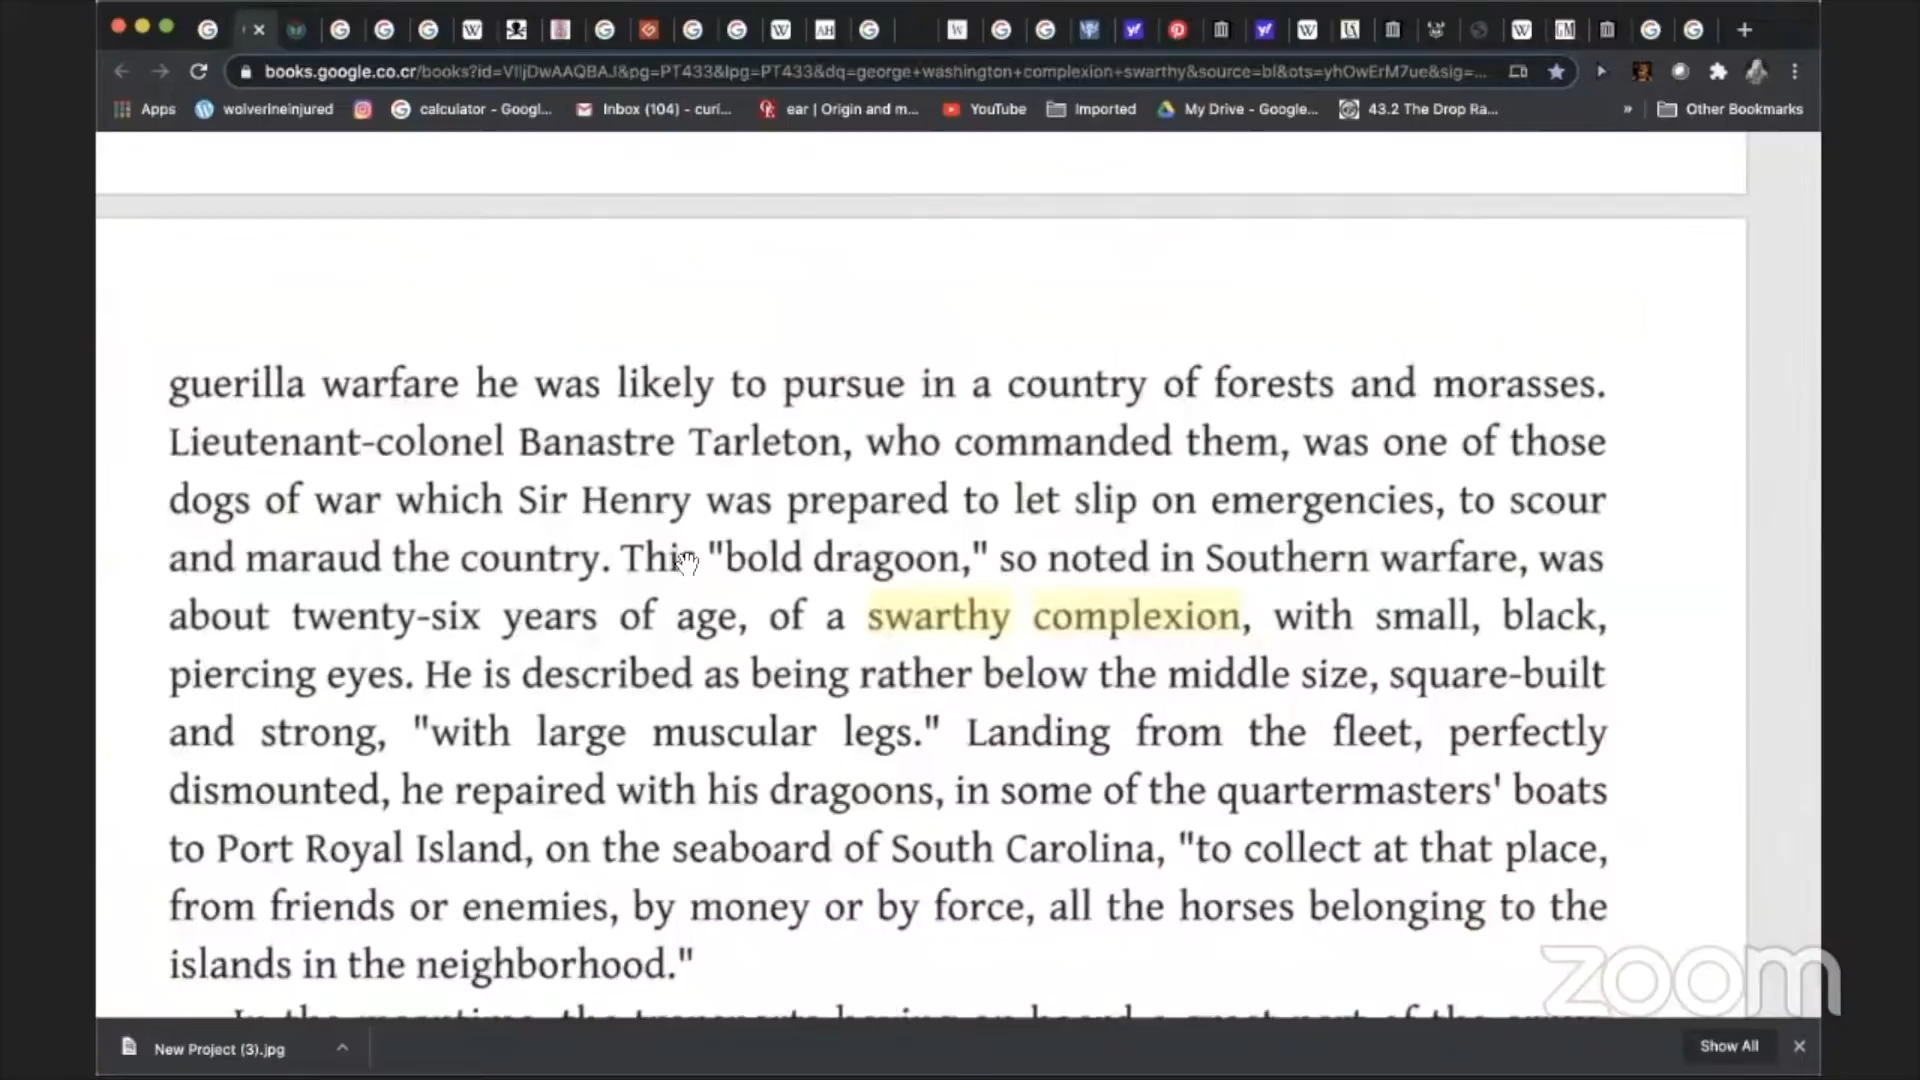 books.google.co.cr/books?id=VIljDwAAQBAJ&pg=PT433&lpg=PT433&dq=george+washington+complexion+swarthy&source=bl&ots=yhOwErM7ue&sig=...
Apps wolverineinjured calculator - Googl... Inbox (104) - curi... ear | Origin and m... YouTube Imported My Drive - Google... 43.2 The Drop Ra... » Other Bookmarks
guerilla warfare he was likely to pursue in a country of forests and morasses.
Lieutenant-colonel Banastre Tarleton, who commanded them, was one of those
dogs of war which Sir Henry was prepared to let slip on emergencies, to scour
and maraud the country. This "bold dragoon," so noted in Southern warfare, was
about twenty-six years of age, of a swarthy complexion, with small, black,
piercing eyes. He is described as being rather below the middle size, square-built
and strong, "with large muscular legs." Landing from the fleet, perfectly
dismounted, he repaired with his dragoons, in some of the quartermasters' boats
to Port Royal Island, on the seaboard of South Carolina, "to collect at that place,
from friends or enemies, by money or by force, all the horses belonging to the
islands in the neighborhood."
zoom
New Project (3).jpg Show All